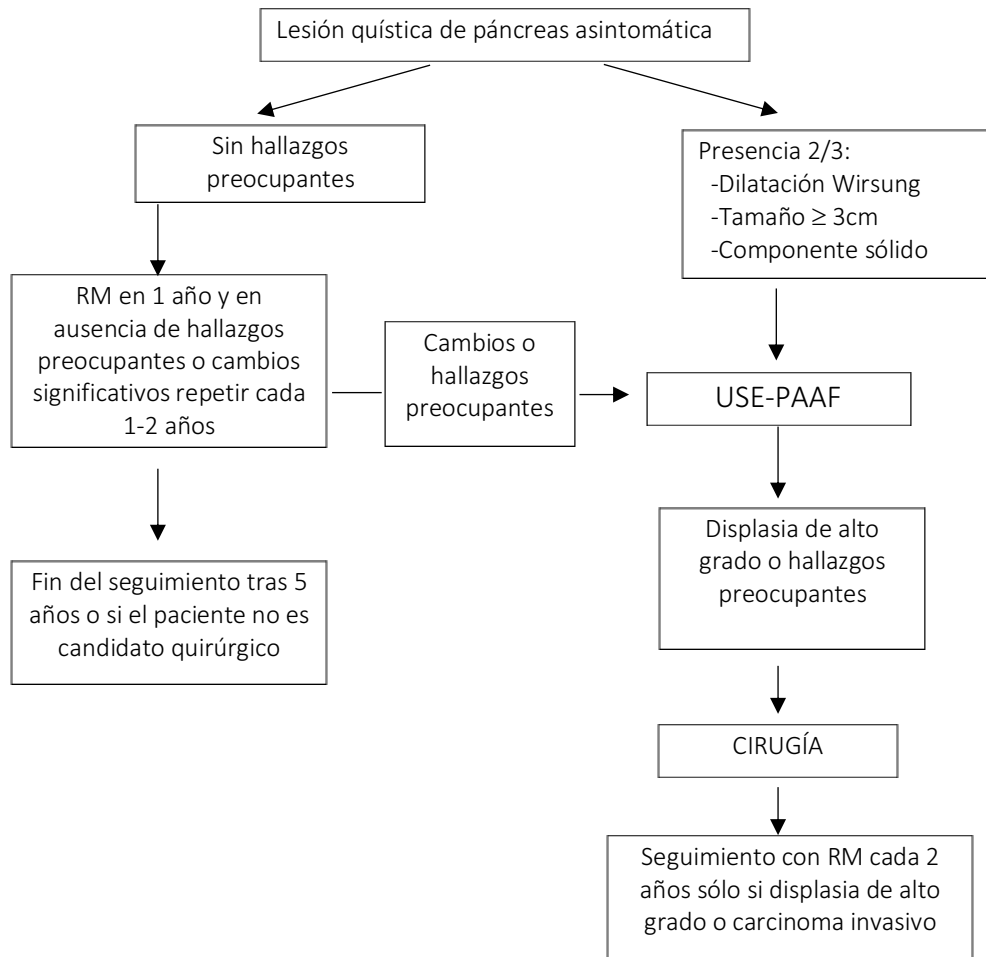 Lesión quística de páncreas asintomática
Sin hallazgos
preocupantes
Presencia 2/3:
-Dilatación Wirsung
-Tamaño ≥ 3cm
-Componente sólido
RM en 1 año y en
ausencia de hallazgos
preocupantes o cambios
significativos repetir cada
1-2 años
Cambios o
hallazgos
preocupantes
USE-PAAF
Fin del seguimiento tras 5
años o si el paciente no es
candidato quirúrgico
Displasia de alto
grado o hallazgos
preocupantes
CIRUGÍA
Seguimiento con RM cada 2
años sólo si displasia de alto
grado o carcinoma invasivo